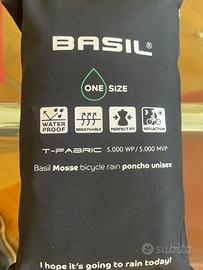 BASIL®
ONE SIZE
WATER PROOF
BREATHABLE
PERFECT FIT
REFLECTION
T-FABRIC 5.000 WP / 5.000 MVP
Basil Mosse bicycle rain poncho unisex
I hope it's going to rain today!
subito